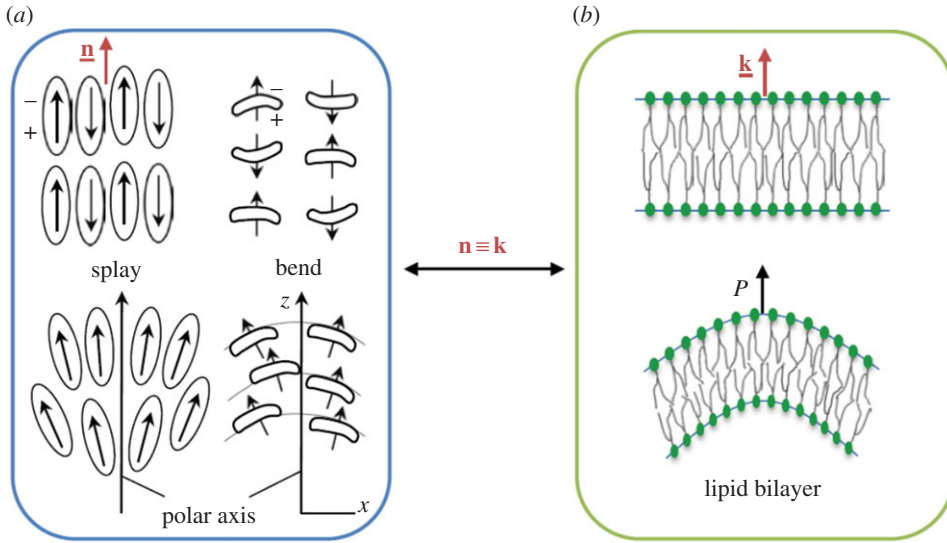 (a)
(b)
n
k
−
+
−
+
splay
bend
n ≡ k
z
P
x
polar axis
lipid bilayer